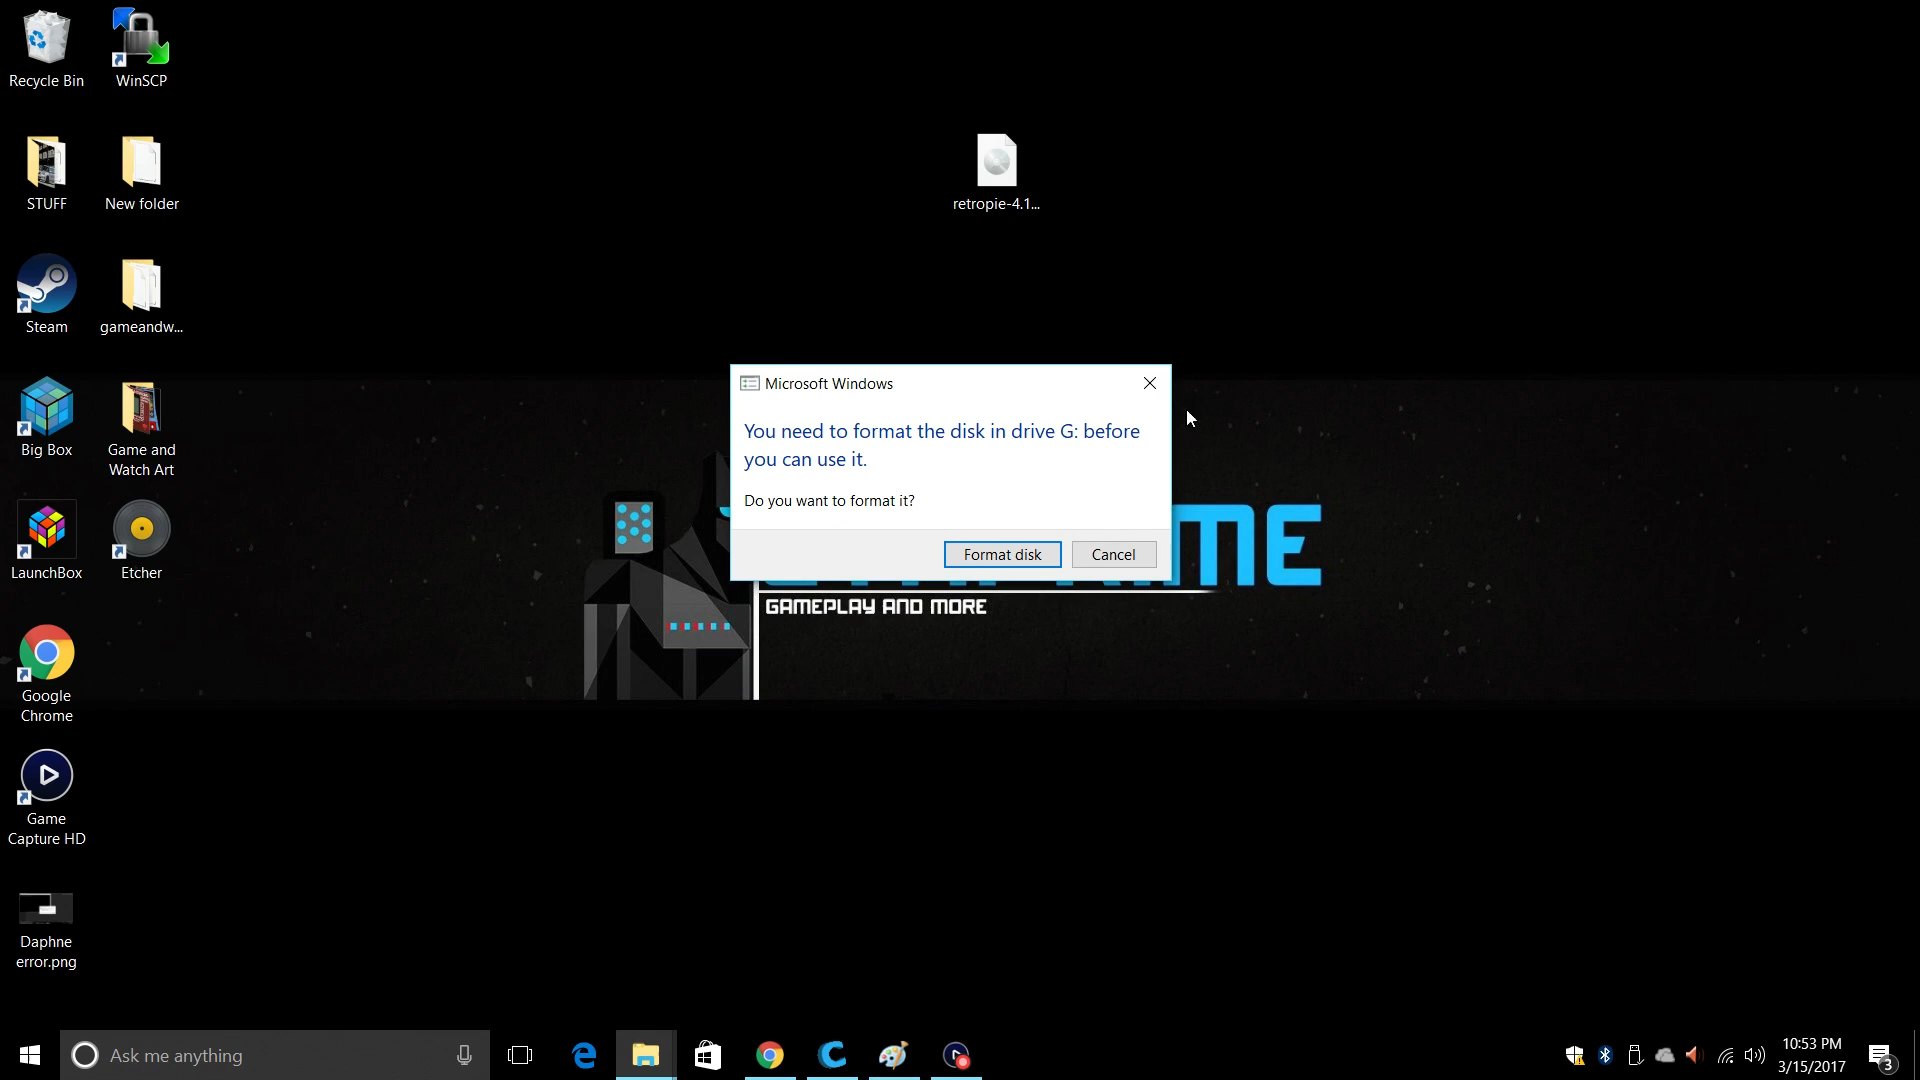 Recycle Bin
WinSCP
STUFF
New folder
retropie-4.1...
Steam
gameandw...
Big Box
Game and
Watch Art
LaunchBox
Etcher
Google
Chrome
Game
Capture HD
Daphne
error.png
Microsoft Windows
You need to format the disk in drive G: before
you can use it.
Do you want to format it?
Format disk
Cancel
GAMEPLAY AND MORE
Ask me anything
10:53 PM
3/15/2017
3